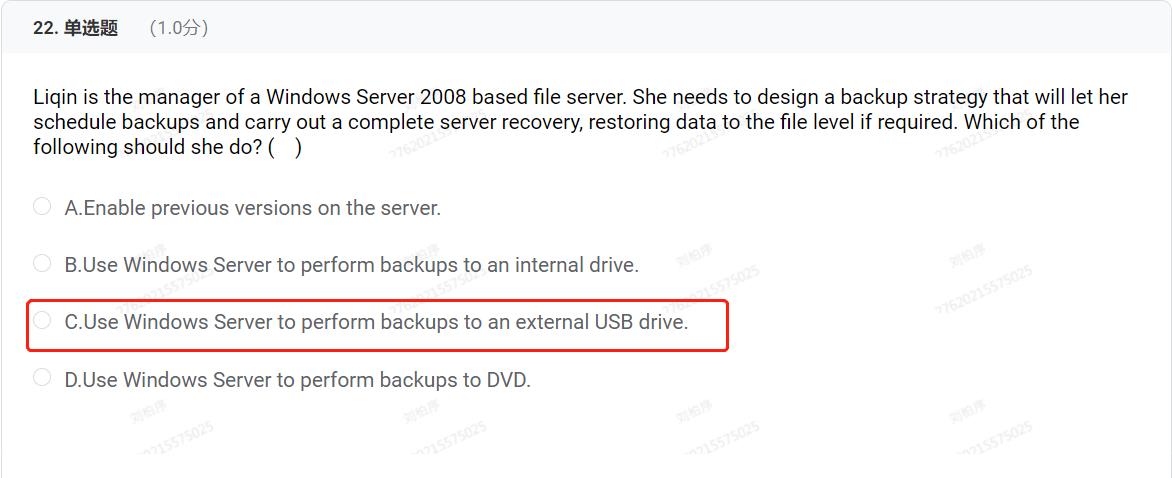 22. 单选题 (1.0分)
Liqin is the manager of a Windows Server 2008 based file server. She needs to design a backup strategy that will let her
schedule backups and carry out a complete server recovery, restoring data to the file level if required. Which of the
following should she do? ( )
A.Enable previous versions on the server.
B.Use Windows Server to perform backups to an internal drive.
C.Use Windows Server to perform backups to an external USB drive.
D.Use Windows Server to perform backups to DVD.